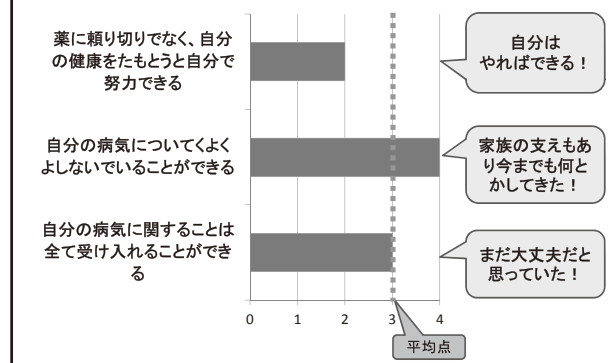 薬に頼り切りでなく、自分
の健康をたもとうと自分で
努力できる
自分は
やればできる！
自分の病気についてくよく
よしないでいることができる
家族の支えもあ
り今までも何と
かしてきた！
自分の病気に関することは
全て受け入れることができ
る
まだ大丈夫だと
思っていた！
0 1 2 3 4
平均点